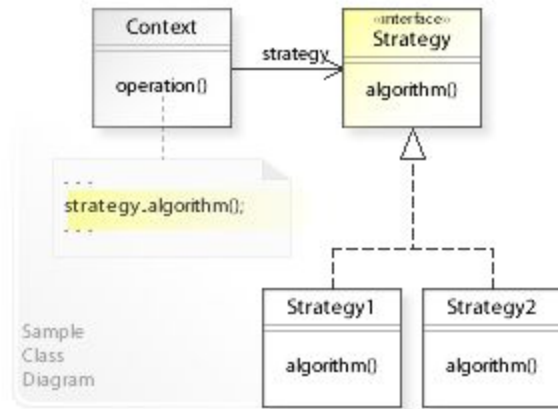 Context
operation()
strategy
«interface»
Strategy
algorithm()
- - -
strategy.algorithm();
- - -
Strategy1
algorithm()
Strategy2
algorithm()
Sample
Class
Diagram